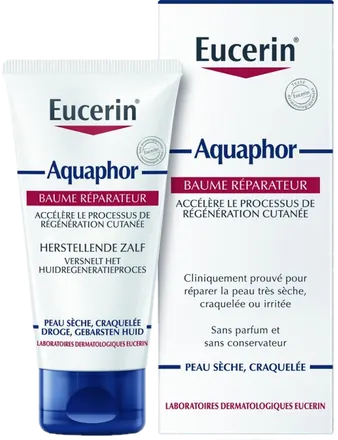 Eucerin®
Aquaphor
BAUME RÉPARATEUR
ACCÉLÈRE LE PROCESSUS DE
RÉGÉNÉRATION CUTANÉE
HERSTELLENDE ZALF
VERSNELT HET
HUIDREGENERATIEPROCES
PEAU SÈCHE, CRAQUELÉE
DROGE, GEBARSTEN HUID
LABORATOIRES DERMATOLOGIQUES EUCERIN
Eucerin®
Eucerin
Aquaphor
BAUME RÉPARATEUR
ACCÉLÈRE LE PROCESSUS DE
RÉGÉNÉRATION CUTANÉE
Cliniquement prouvé pour
réparer la peau très sèche,
craquelée ou irritée
Sans parfum et
sans conservateur
PEAU SÈCHE, CRAQUELÉE
LABORATOIRES DERMATOLOGIQUES EUCERIN